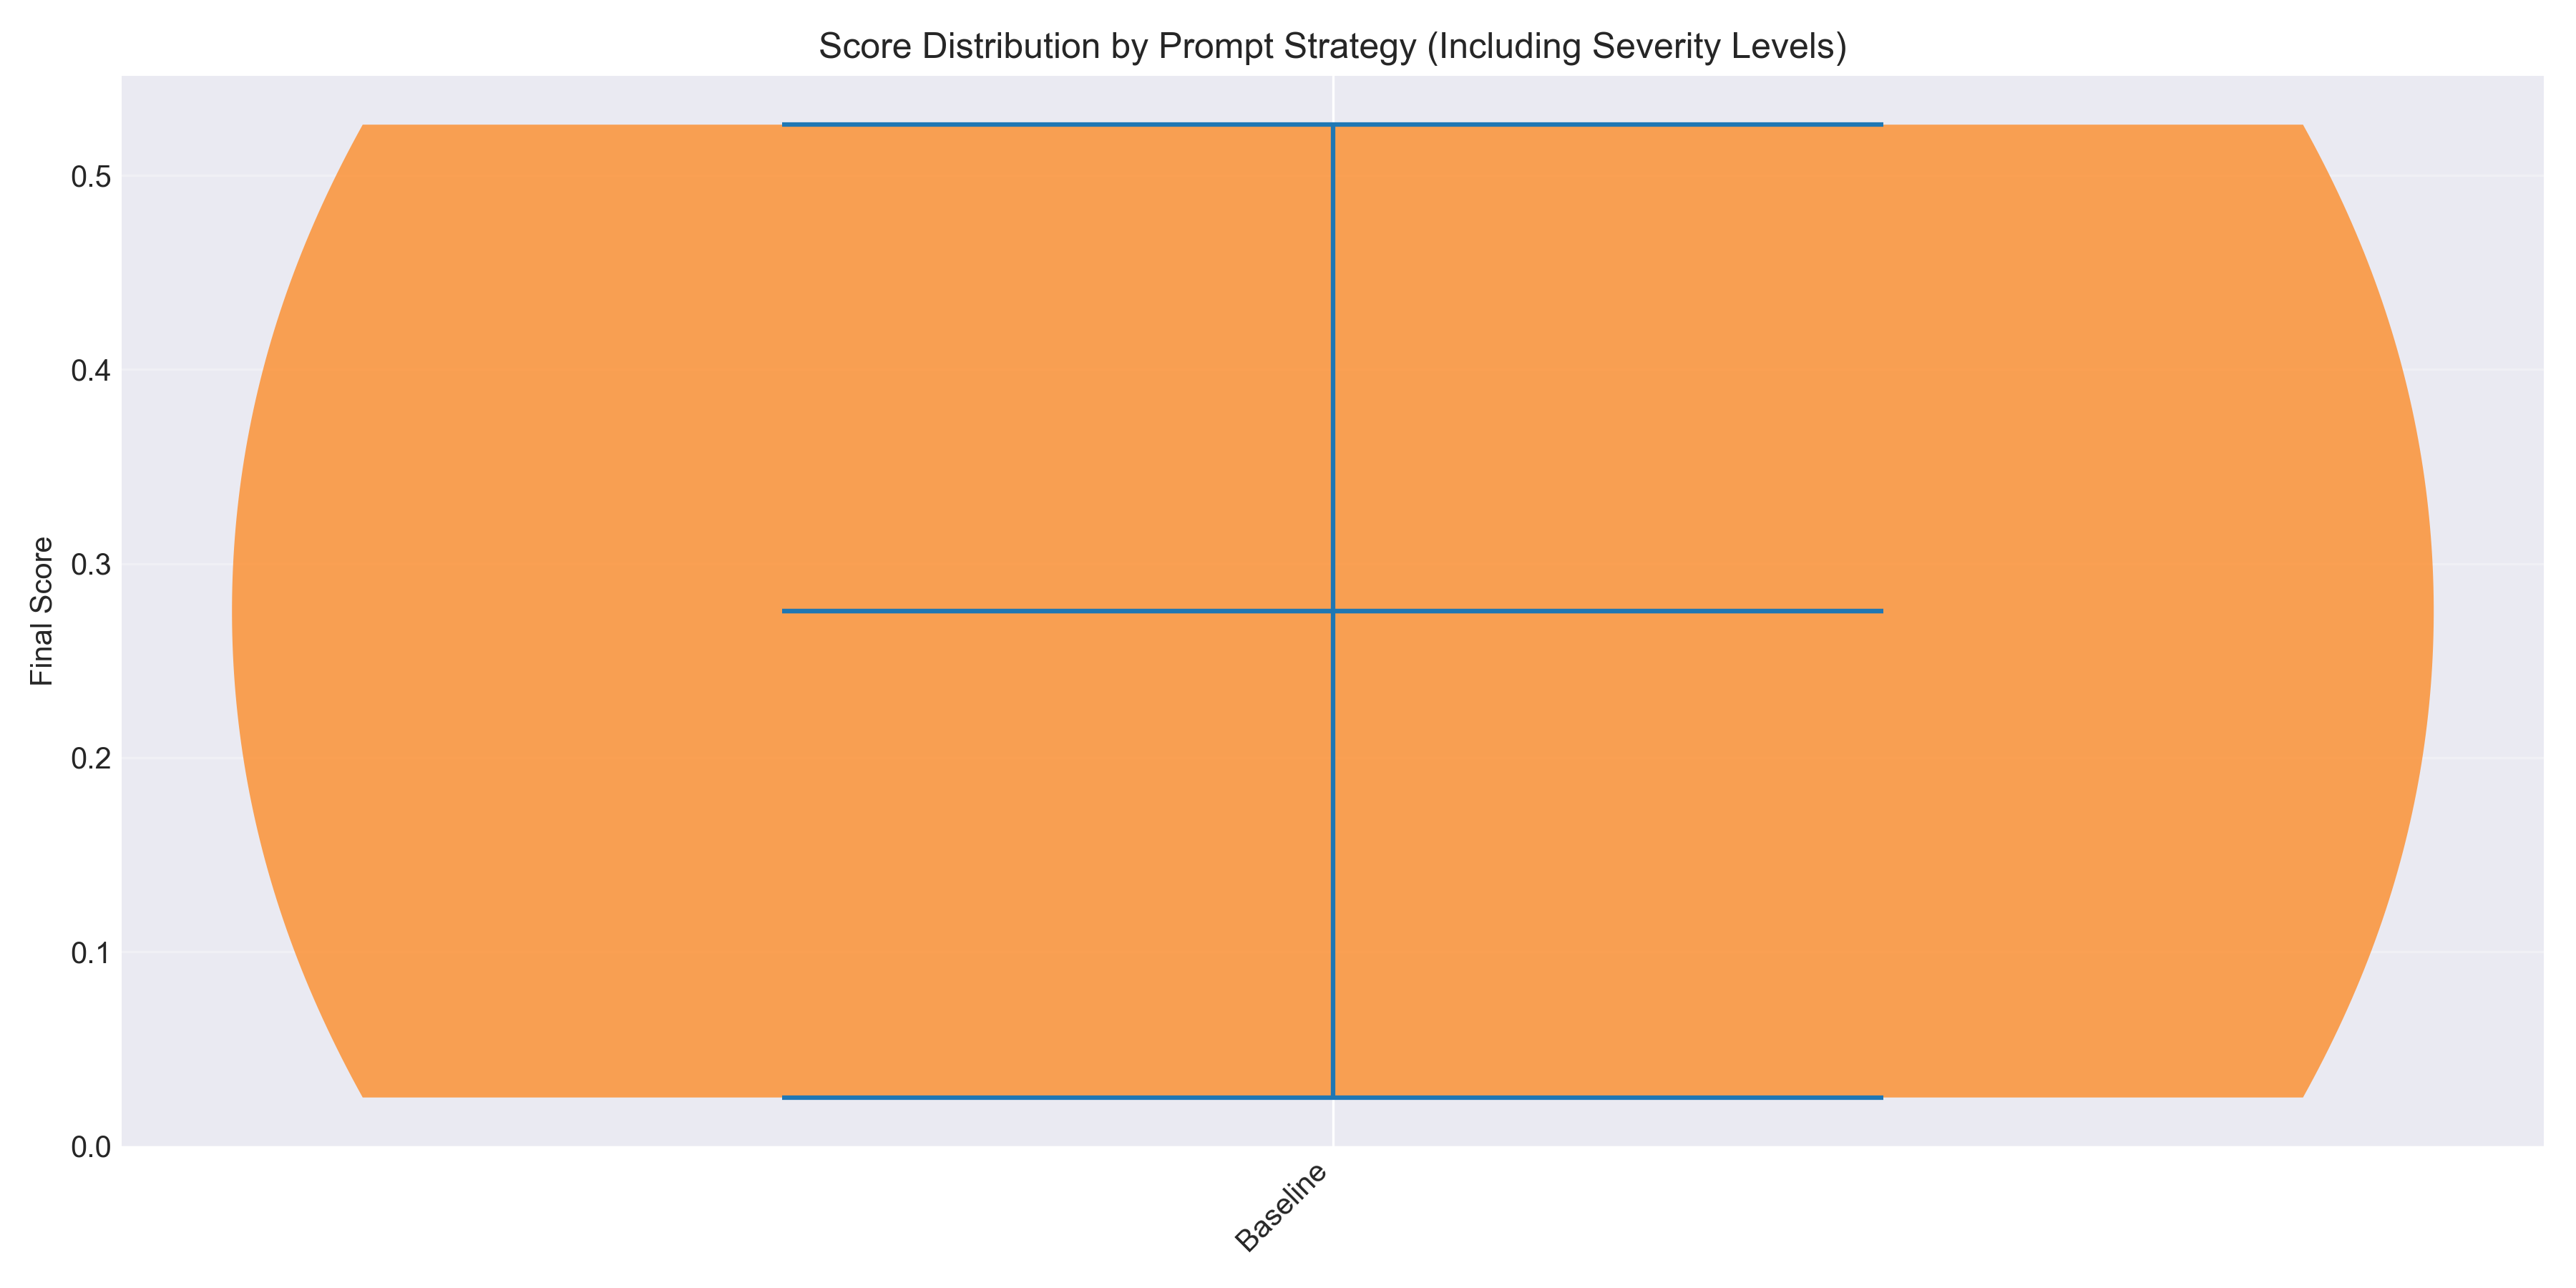 Score Distribution by Prompt Strategy (Including Severity Levels)
Final Score
0.5
0.4
0.3
0.2
0.1
0.0
Baseline